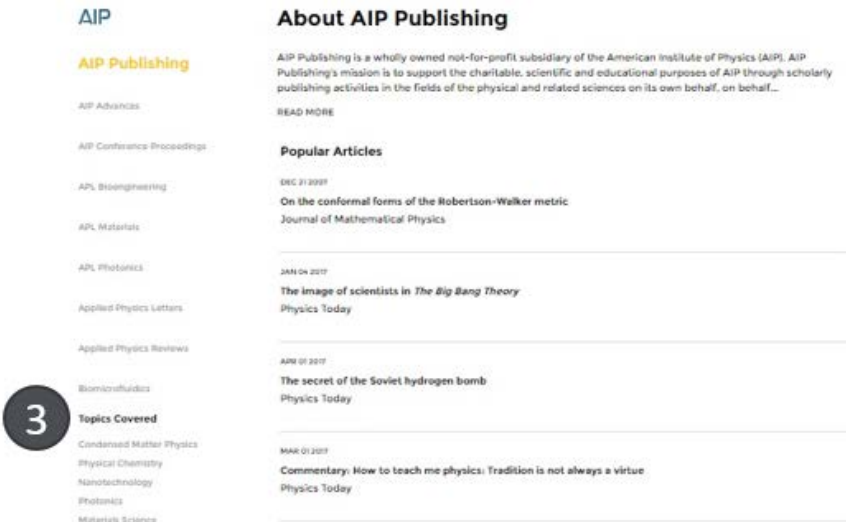 AIP
AIP Publishing
AIP Advances
AIP Conference Proceedings
APL Bioengineering
APL Materials
APL Photonics
Applied Physics Letters
Applied Physics Reviews
Biomicrofluidics
3
Topics Covered
Condensed Matter Physics
Physical Chemistry
Nanotechnology
Photonics
Materials Science
About AIP Publishing
AIP Publishing is a wholly owned not-for-profit subsidiary of the American Institute of Physics (AIP). AIP
Publishing's mission is to support the charitable, scientific and educational purposes of AIP through scholarly
publishing activities in the fields of the physical and related sciences on its own behalf, on behalf...
READ MORE
Popular Articles
DEC 21 2007
On the conformal forms of the Robertson-Walker metric
Journal of Mathematical Physics
JAN 04 2017
The image of scientists in The Big Bang Theory
Physics Today
APR 01 2017
The secret of the Soviet hydrogen bomb
Physics Today
MAR 01 2017
Commentary: How to teach me physics: Tradition is not always a virtue
Physics Today